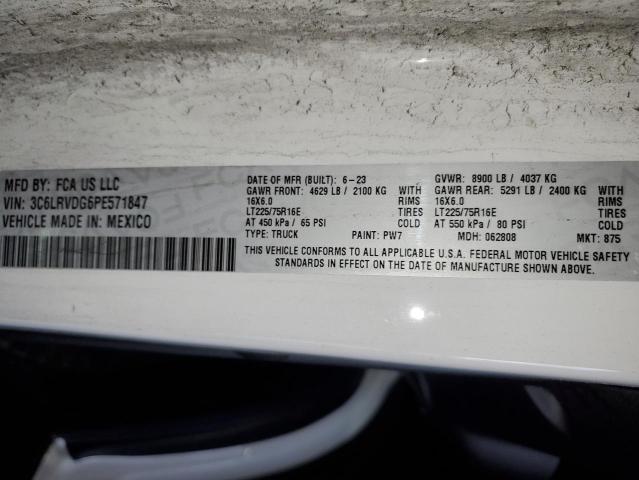 MFD BY: FCA US LLC
VIN: 3C6LRVDG6PE571847
VEHICLE MADE IN: MEXICO
DATE OF MFR (BUILT): 6-23 GVWR: 8900 LB / 4037 KG
GAWR FRONT: 4629 LB / 2100 KG GAWR REAR: 5291 LB / 2400 KG
16X6.0 RIMS 16X6.0 RIMS
LT225/75R16E TIRES LT225/75R16E TIRES
AT 450 kPa / 65 PSI COLD AT 550 kPa / 80 PSI COLD
TYPE: TRUCK PAINT: PW7 MDH: 062808 MKT: 875
THIS VEHICLE CONFORMS TO ALL APPLICABLE U.S.A. FEDERAL MOTOR VEHICLE SAFETY
STANDARDS IN EFFECT ON THE DATE OF MANUFACTURE SHOWN ABOVE.